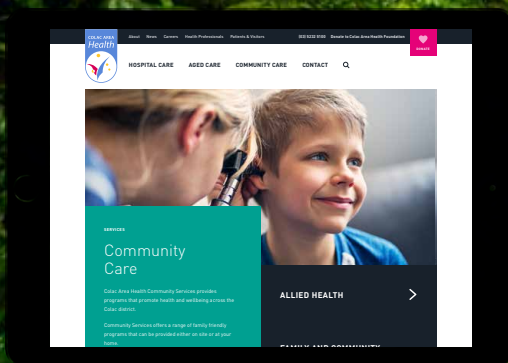 About News Careers Health Professionals Patients & Visitors (03) 5232 5100 Donate to Colac Area Health Foundation
DONATE
COLAC AREA
Health
HOSPITAL CARE AGED CARE COMMUNITY CARE CONTACT
SERVICES
Community
Care
Colac Area Health Community Services provides
programs that promote health and wellbeing across the
Colac district.
Community Services offers a range of family friendly
programs that can be provided either on site or at your
home.
ALLIED HEALTH
FAMILY AND COMMUNITY